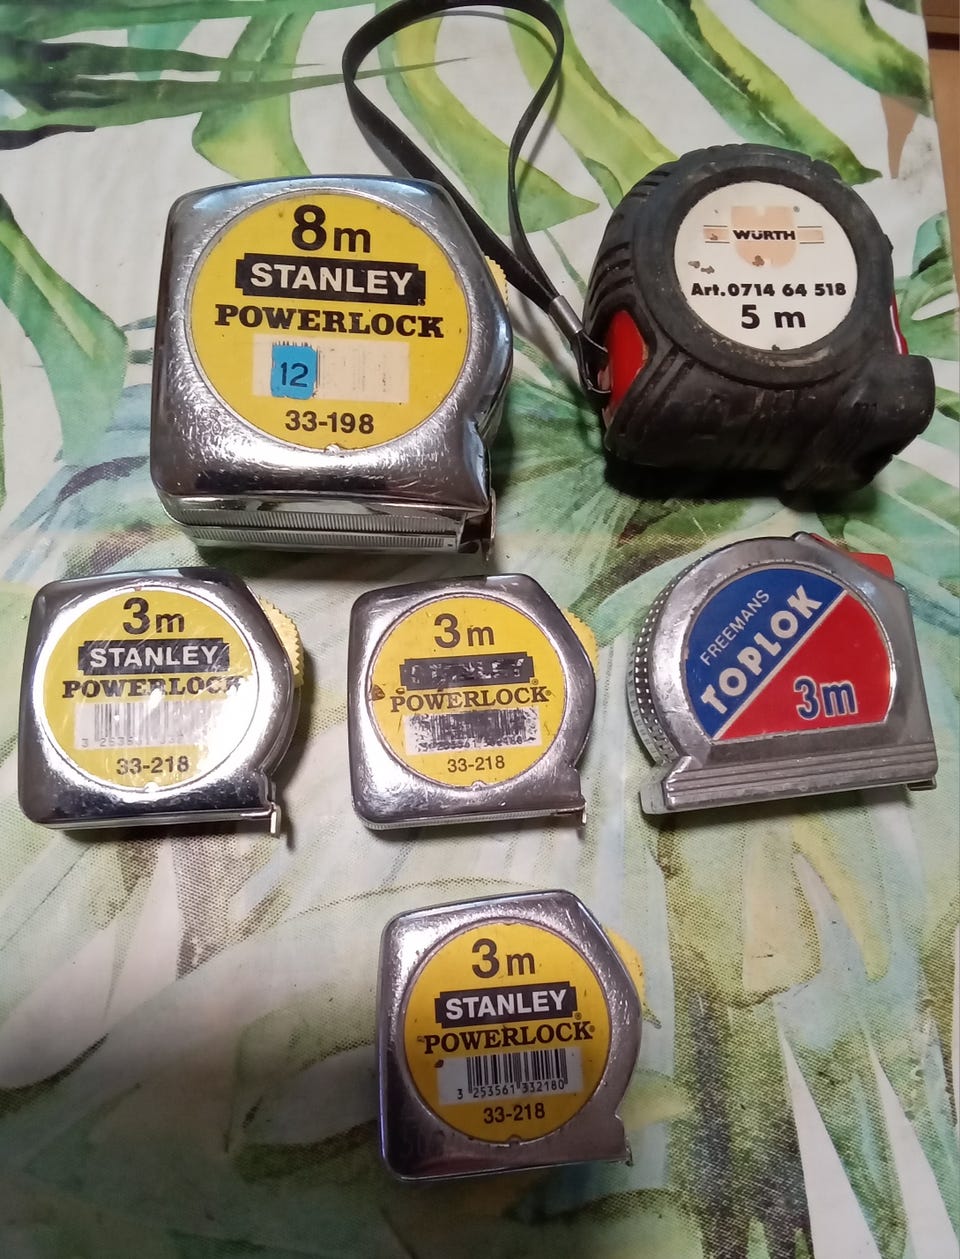 8m
STANLEY
POWERLOCK
12
33-198
WÜRTH
Art.0714 64 518
5 m
3m
STANLEY
POWERLOCK
33-218
3m
STANLEY
POWERLOCK
33-218
FREEMANS
TOPLOK
3m
3m
STANLEY
POWERLOCK
3 253561 332180
33-218